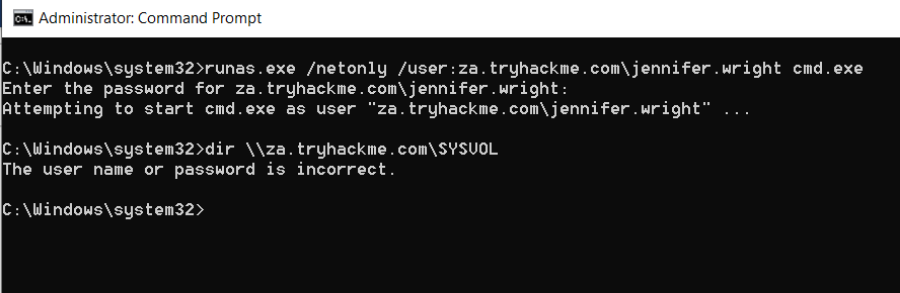 Administrator: Command Prompt
C:\Windows\system32>runas.exe /netonly /user:za.tryhackme.com\jennifer.wright cmd.exe
Enter the password for za.tryhackme.com\jennifer.wright:
Attempting to start cmd.exe as user "za.tryhackme.com\jennifer.wright" ...
C:\Windows\system32>dir \\za.tryhackme.com\SYSVOL
The user name or password is incorrect.
C:\Windows\system32>